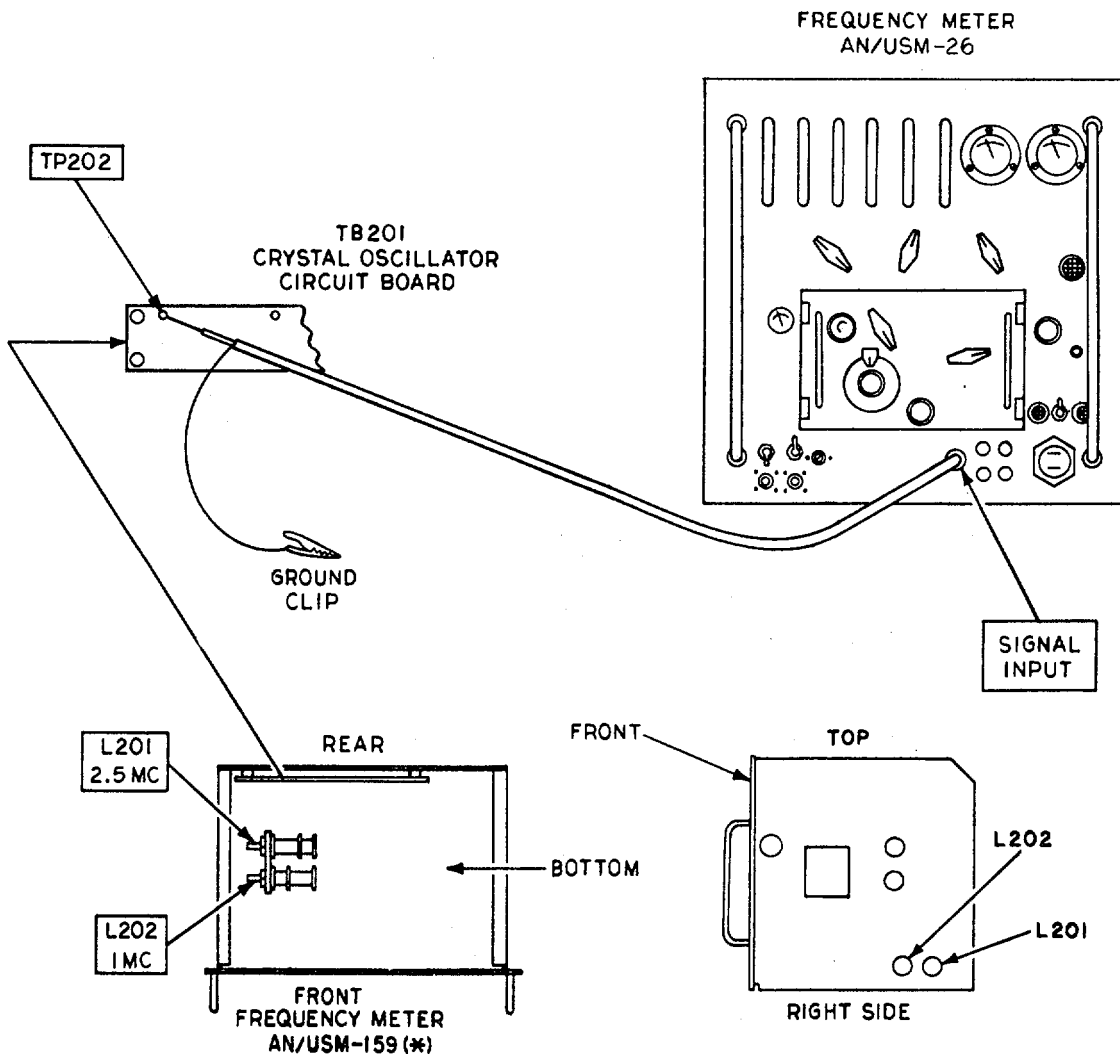 FREQUENCY METER
AN/USM-26
TP202
TB201
CRYSTAL OSCILLATOR
CIRCUIT BOARD
GROUND
CLIP
SIGNAL
INPUT
L201
2.5 MC
REAR
BOTTOM
L202
1 MC
FRONT
FREQUENCY METER
AN/USM-159 (*)
FRONT
TOP
L202
L201
RIGHT SIDE